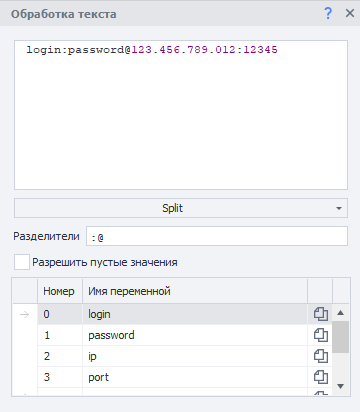 Обработка текста
login:password@123.456.789.012:12345
Split
Разделители :@
Разрешить пустые значения
Номер Имя переменной
0 login
1 password
2 ip
3 port